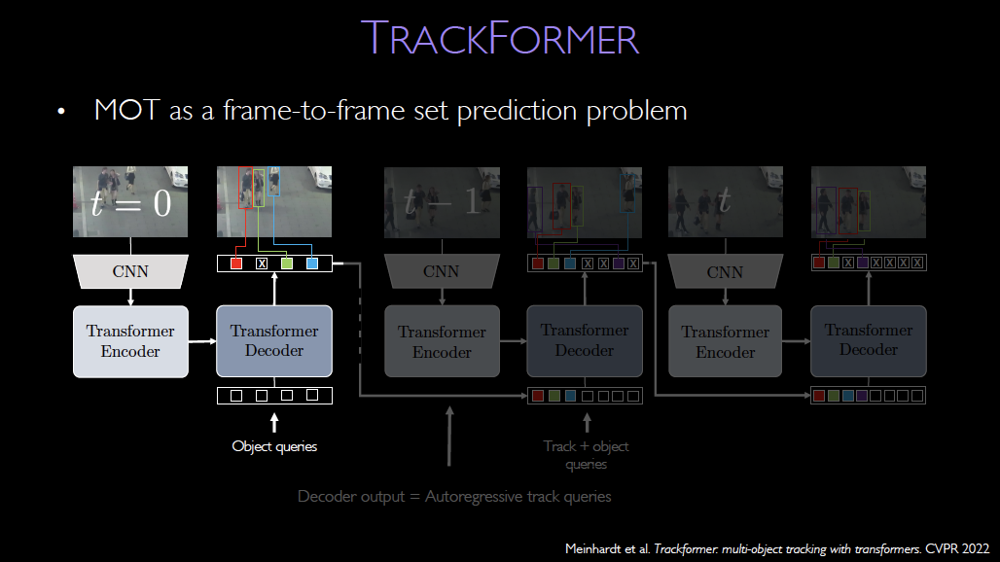 TRACKFORMER
• MOT as a frame-to-frame set prediction problem
t = 0
t − 1
t
X
X X X
X X X X X
CNN
CNN
CNN
Transformer
Encoder
Transformer
Decoder
Transformer
Encoder
Transformer
Decoder
Transformer
Encoder
Transformer
Decoder
Object queries
Track + object
queries
Decoder output = Autoregressive track queries
Meinhardt et al. Trackformer: multi-object tracking with transformers. CVPR 2022